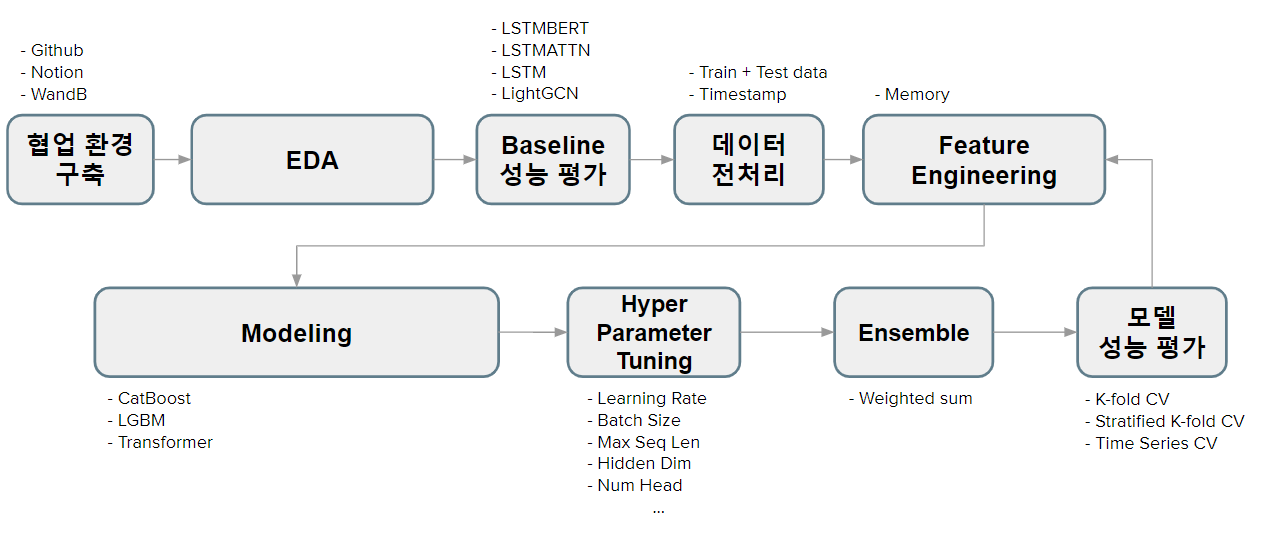 - Github
- Notion
- WandB
협업 환경
구축
EDA
- LSTMBERT
- LSTMATTN
- LSTM
- LightGCN
Baseline
성능 평가
- Train + Test data
- Timestamp
데이터
전처리
- Memory
Feature
Engineering
Modeling
- CatBoost
- LGBM
- Transformer
Hyper
Parameter
Tuning
- Learning Rate
- Batch Size
- Max Seq Len
- Hidden Dim
- Num Head
...
Ensemble
- Weighted sum
모델
성능 평가
- K-fold CV
- Stratified K-fold CV
- Time Series CV